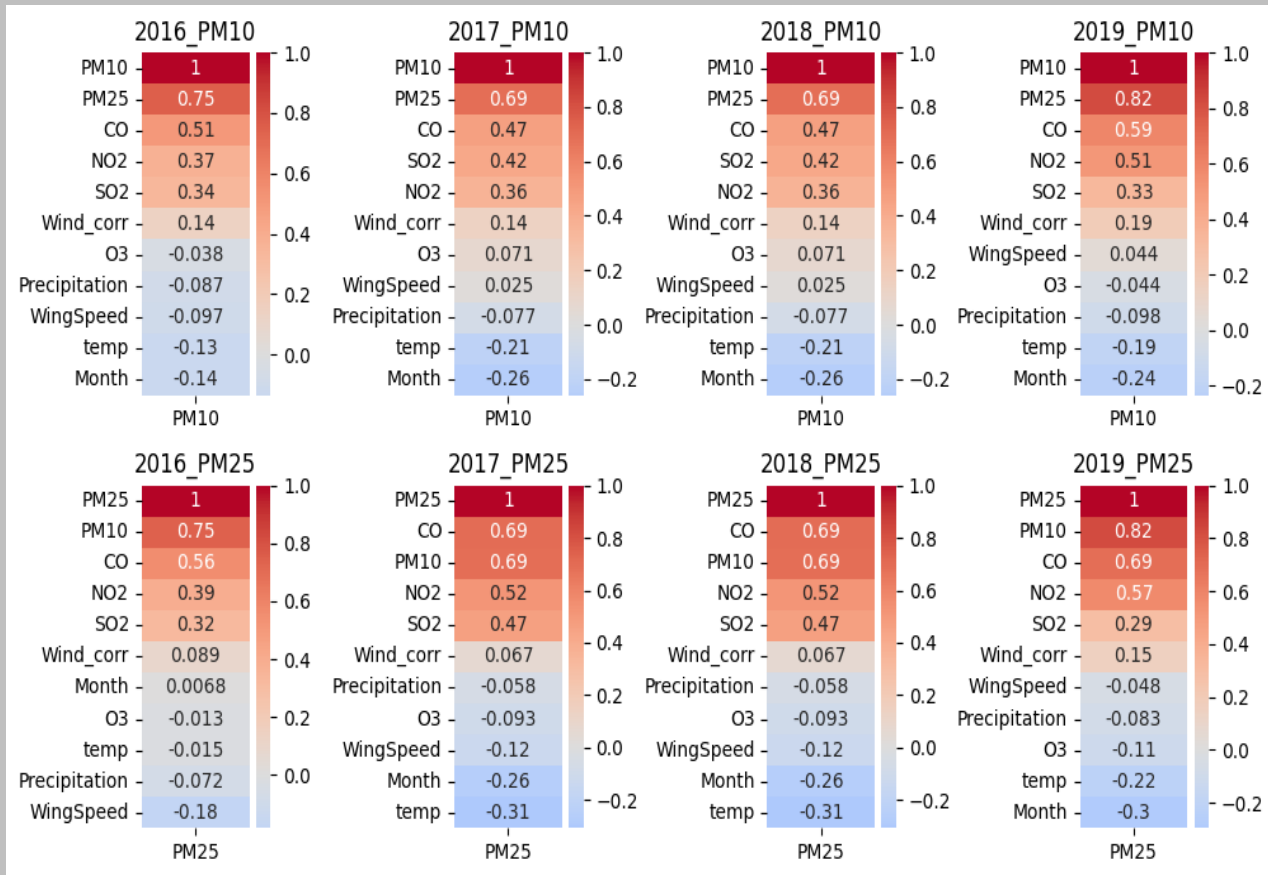 2016_PM10
PM10 1
PM25 0.75
CO 0.51
NO2 0.37
SO2 0.34
Wind_corr 0.14
O3 -0.038
Precipitation -0.087
WingSpeed -0.097
temp -0.13
Month -0.14
PM10
1.0
0.8
0.6
0.4
0.2
0.0
2017_PM10
PM10 1
PM25 0.69
CO 0.47
SO2 0.42
NO2 0.36
Wind_corr 0.14
O3 0.071
WingSpeed 0.025
Precipitation -0.077
temp -0.21
Month -0.26
PM10
1.0
0.8
0.6
0.4
0.2
0.0
−0.2
2018_PM10
PM10 1
PM25 0.69
CO 0.47
SO2 0.42
NO2 0.36
Wind_corr 0.14
O3 0.071
WingSpeed 0.025
Precipitation -0.077
temp -0.21
Month -0.26
PM10
1.0
0.8
0.6
0.4
0.2
0.0
−0.2
2019_PM10
PM10 1
PM25 0.82
CO 0.59
NO2 0.51
SO2 0.33
Wind_corr 0.19
WingSpeed 0.044
O3 -0.044
Precipitation -0.098
temp -0.19
Month -0.24
PM10
1.0
0.8
0.6
0.4
0.2
0.0
−0.2
2016_PM25
PM25 1
PM10 0.75
CO 0.56
NO2 0.39
SO2 0.32
Wind_corr 0.089
Month 0.0068
O3 -0.013
temp -0.015
Precipitation -0.072
WingSpeed -0.18
PM25
1.0
0.8
0.6
0.4
0.2
0.0
2017_PM25
PM25 1
CO 0.69
PM10 0.69
NO2 0.52
SO2 0.47
Wind_corr 0.067
Precipitation -0.058
O3 -0.093
WingSpeed -0.12
Month -0.26
temp -0.31
PM25
1.0
0.8
0.6
0.4
0.2
0.0
−0.2
2018_PM25
PM25 1
CO 0.69
PM10 0.69
NO2 0.52
SO2 0.47
Wind_corr 0.067
Precipitation -0.058
O3 -0.093
WingSpeed -0.12
Month -0.26
temp -0.31
PM25
1.0
0.8
0.6
0.4
0.2
0.0
−0.2
2019_PM25
PM25 1
PM10 0.82
CO 0.69
NO2 0.57
SO2 0.29
Wind_corr 0.15
WingSpeed -0.048
Precipitation -0.083
O3 -0.11
temp -0.22
Month -0.3
PM25
1.0
0.8
0.6
0.4
0.2
0.0
−0.2